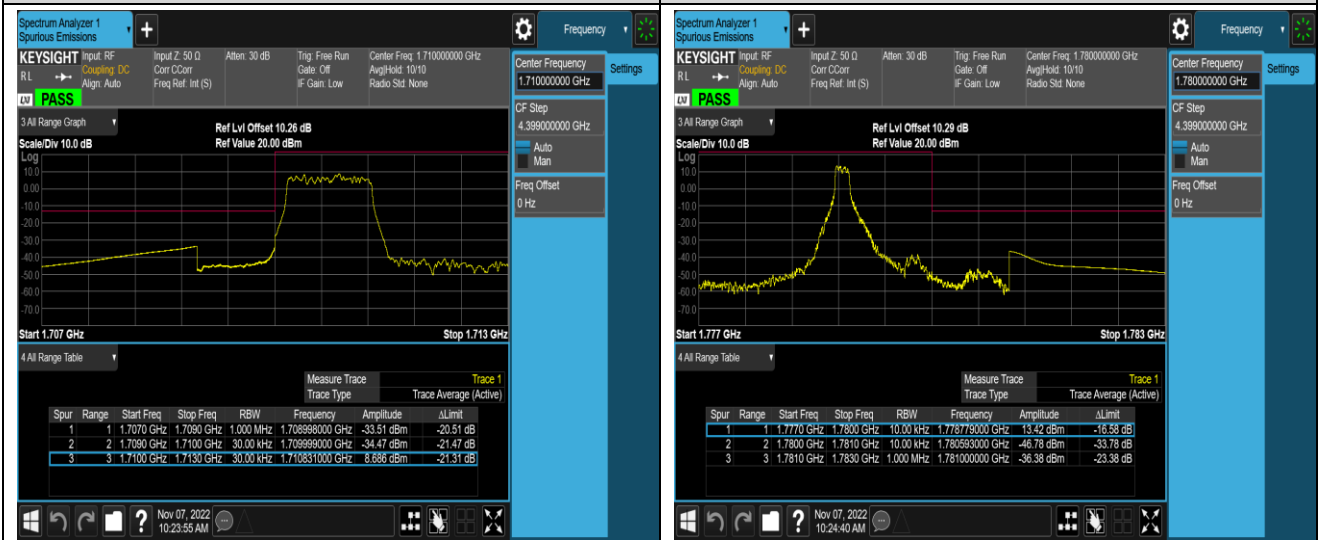 Spectrum Analyzer 1
Spurious Emissions
+
Frequency
KEYSIGHT Input: RF Input Z: 50 Ω Atten: 30 dB Trig: Free Run Center Freq: 1.710000000 GHz
Coupling: DC Corr CCorr Gate: Off Avg|Hold: 10/10
RL Align: Auto Freq Ref: Int (S) IF Gain: Low Radio Std: None
LXI PASS
Center Frequency
1.710000000 GHz
Settings
CF Step
4.399000000 GHz
Auto
Man
Freq Offset
0 Hz
3 All Range Graph
Ref Lvl Offset 10.26 dB
Scale/Div 10.0 dB Ref Value 20.00 dBm
Log
10.0
0.00
-10.0
-20.0
-30.0
-40.0
-50.0
-60.0
-70.0
Start 1.707 GHz Stop 1.713 GHz
4 All Range Table
Measure Trace Trace 1
Trace Type Trace Average (Active)
Spur Range Start Freq Stop Freq RBW Frequency Amplitude ΔLimit
1 1 1.7070 GHz 1.7090 GHz 1.000 MHz 1.708998000 GHz -33.51 dBm -20.51 dB
2 2 1.7090 GHz 1.7100 GHz 30.00 kHz 1.709999000 GHz -34.47 dBm -21.47 dB
3 3 1.7100 GHz 1.7130 GHz 30.00 kHz 1.710831000 GHz 8.686 dBm -21.31 dB
? Nov 07, 2022
10:23:55 AM
Spectrum Analyzer 1
Spurious Emissions
+
Frequency
KEYSIGHT Input: RF Input Z: 50 Ω Atten: 30 dB Trig: Free Run Center Freq: 1.780000000 GHz
Coupling: DC Corr CCorr Gate: Off Avg|Hold: 10/10
RL Align: Auto Freq Ref: Int (S) IF Gain: Low Radio Std: None
LXI PASS
Center Frequency
1.780000000 GHz
Settings
CF Step
4.399000000 GHz
Auto
Man
Freq Offset
0 Hz
3 All Range Graph
Ref Lvl Offset 10.29 dB
Scale/Div 10.0 dB Ref Value 20.00 dBm
Log
10.0
0.00
-10.0
-20.0
-30.0
-40.0
-50.0
-60.0
-70.0
Start 1.777 GHz Stop 1.783 GHz
4 All Range Table
Measure Trace Trace 1
Trace Type Trace Average (Active)
Spur Range Start Freq Stop Freq RBW Frequency Amplitude ΔLimit
1 1 1.7770 GHz 1.7800 GHz 10.00 kHz 1.778779000 GHz 13.42 dBm -16.58 dB
2 2 1.7800 GHz 1.7810 GHz 10.00 kHz 1.780593000 GHz -46.78 dBm -33.78 dB
3 3 1.7810 GHz 1.7830 GHz 1.000 MHz 1.781000000 GHz -36.38 dBm -23.38 dB
? Nov 07, 2022
10:24:40 AM